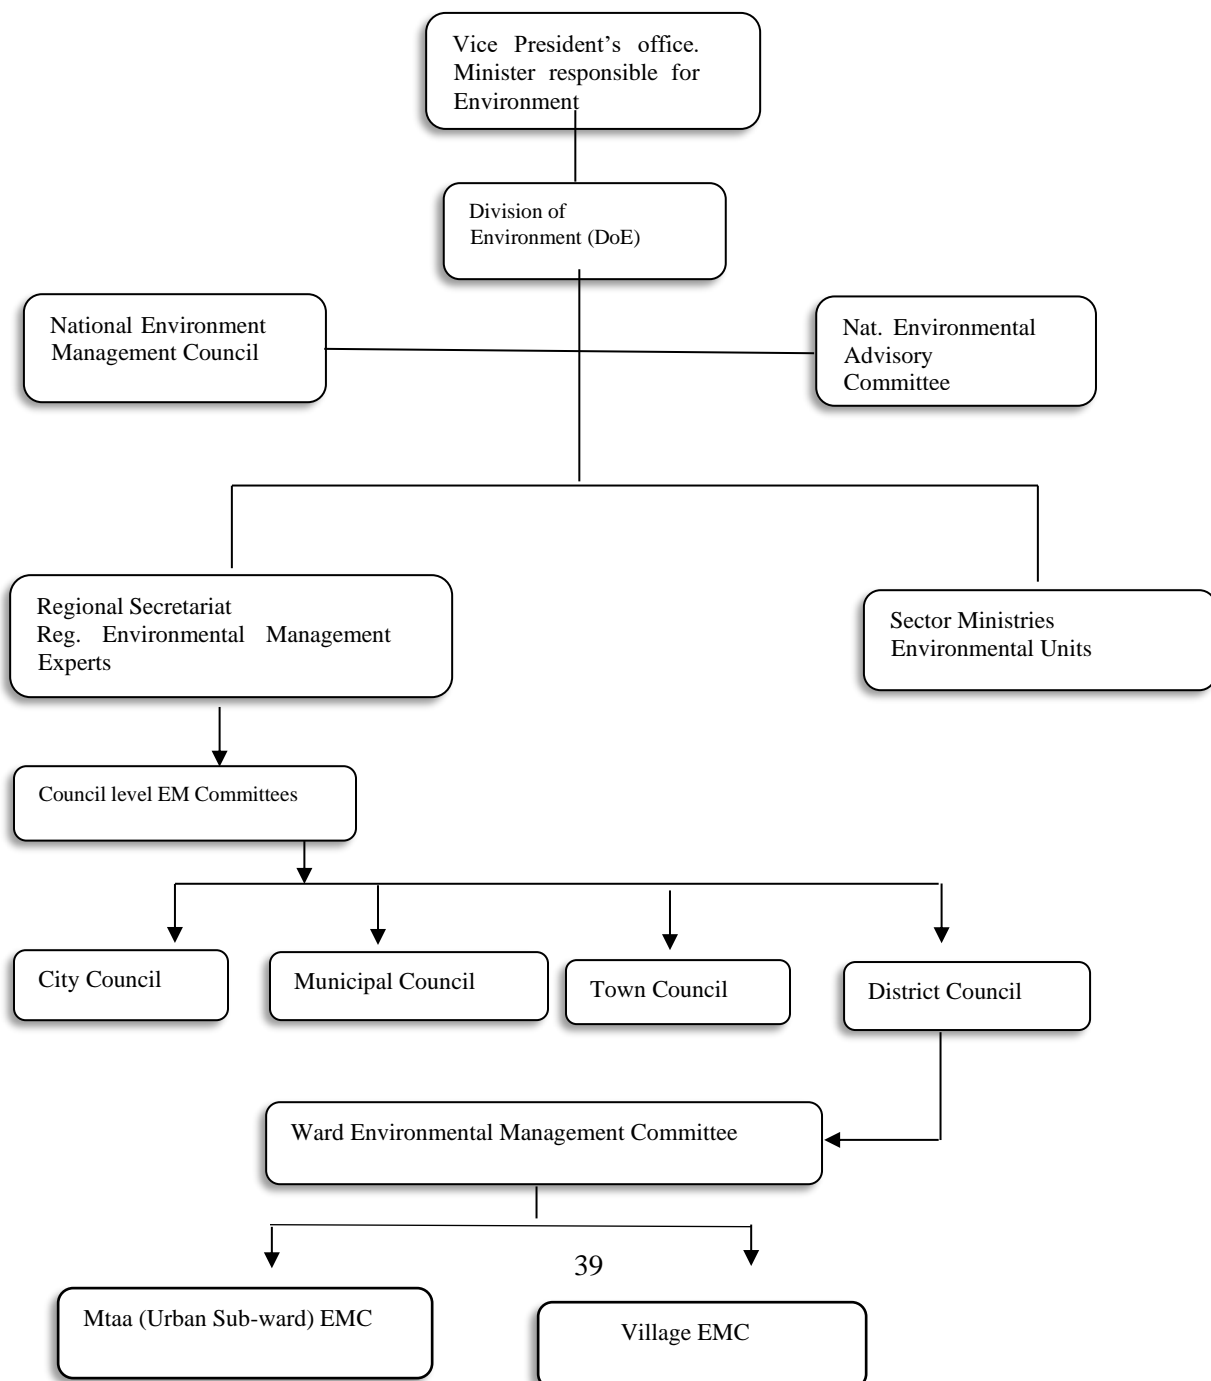 Vice President’s office.
Minister responsible for
Environment
Division of
Environment (DoE)
National Environment
Management Council
Nat. Environmental
Advisory
Committee
Regional Secretariat
Reg. Environmental Management
Experts
Sector Ministries
Environmental Units
Council level EM Committees
City Council
Municipal Council
Town Council
District Council
Ward Environmental Management Committee
39
Mtaa (Urban Sub-ward) EMC
Village EMC